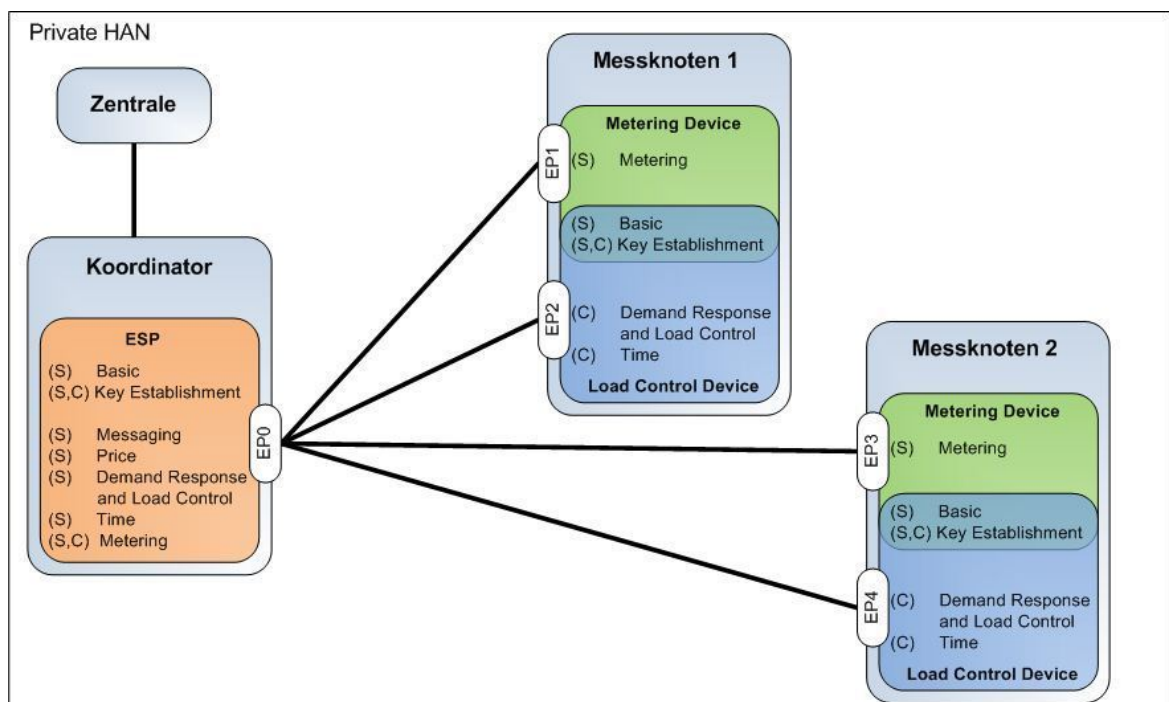 Private HAN
Zentrale
Koordinator
ESP
(S) Basic
(S,C) Key Establishment
(S) Messaging
(S) Price
(S) Demand Response
and Load Control
(S) Time
(S,C) Metering
EP0
Messknoten 1
Metering Device
EP1
(S) Metering
(S) Basic
(S,C) Key Establishment
EP2
(C) Demand Response
and Load Control
(C) Time
Load Control Device
Messknoten 2
Metering Device
EP3
(S) Metering
(S) Basic
(S,C) Key Establishment
EP4
(C) Demand Response
and Load Control
(C) Time
Load Control Device